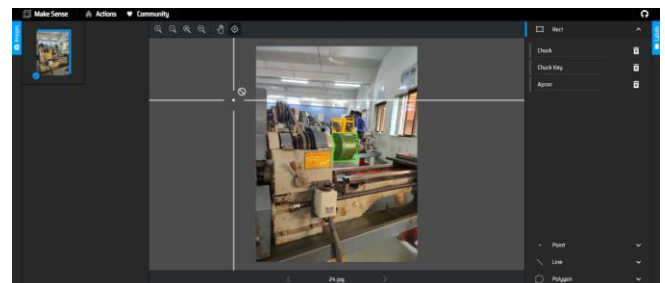 Make Sense Actions Community
Images
Labels
Rect
Chuck
Chuck Key
Apron
Point
Line
Polygon
24.jpg